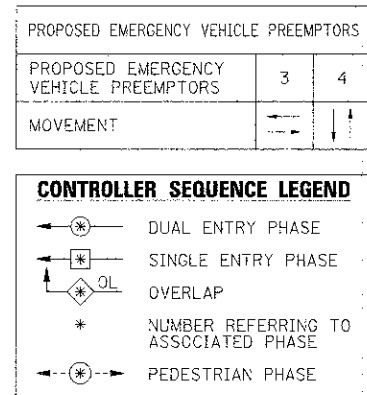 PROPOSED EMERGENCY VEHICLE PREEMPTORS
PROPOSED EMERGENCY
VEHICLE PREEMPTORS
3
4
MOVEMENT
CONTROLLER SEQUENCE LEGEND
* DUAL ENTRY PHASE
* SINGLE ENTRY PHASE
* OL OVERLAP
* NUMBER REFERRING TO
ASSOCIATED PHASE
* PEDESTRIAN PHASE